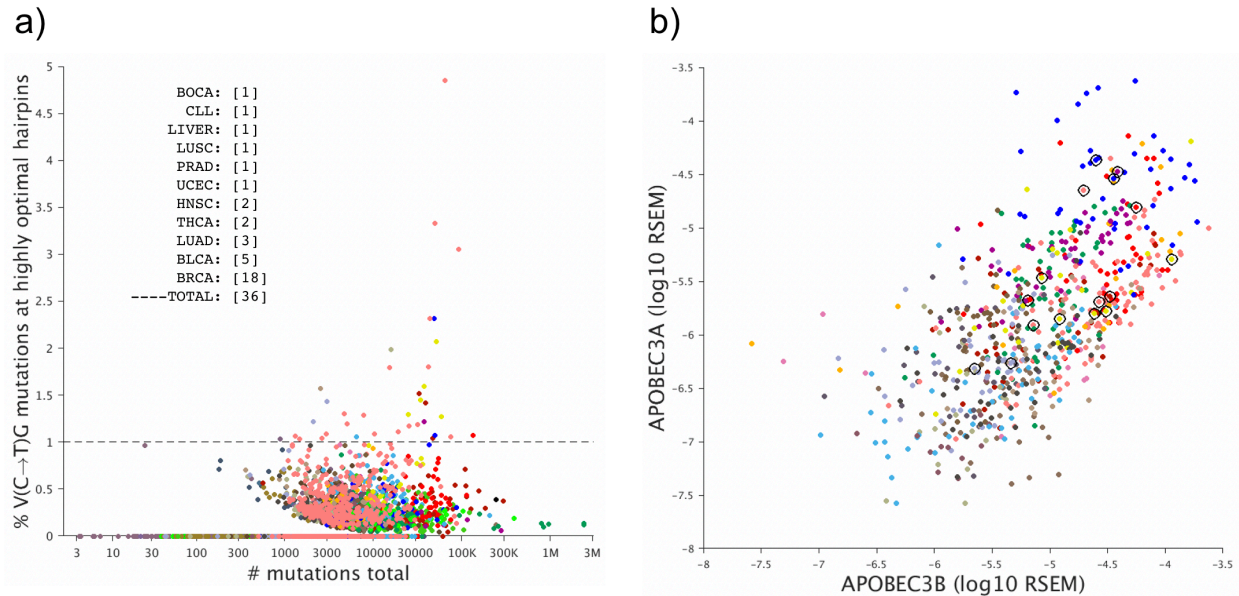 a)
% V(C→T)G mutations at highly optimal hairpins
5
4.5
4
3.5
3
2.5
2
1.5
1
0.5
0
BOCA: [1]
CLL: [1]
LIVER: [1]
LUSC: [1]
PRAD: [1]
UCEC: [1]
HNSC: [2]
THCA: [2]
LUAD: [3]
BLCA: [5]
BRCA: [18]
----TOTAL: [36]
3 10 30 100 300 1000 3000 10000 30000 100K 300K 1M 3M
# mutations total
b)
APOBEC3A (log10 RSEM)
-3.5
-4
-4.5
-5
-5.5
-6
-6.5
-7
-7.5
-8
-8 -7.5 -7 -6.5 -6 -5.5 -5 -4.5 -4 -3.5
APOBEC3B (log10 RSEM)